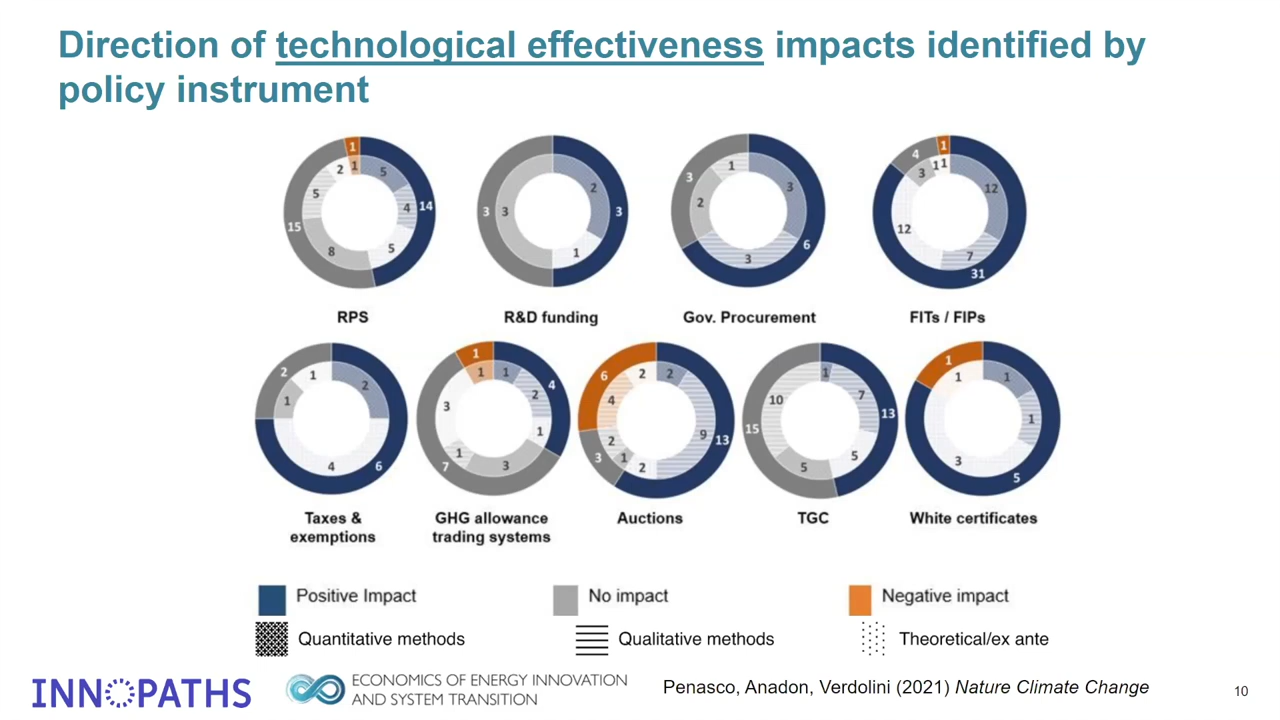 Direction of technological effectiveness impacts identified by
policy instrument
1 1 5 4 14 5 8 15 5 2
3 3 2 3 1
3 2 1 3 6 3
4 3 1 1 1 12 12 7 31
RPS R&D funding Gov. Procurement FITs / FIPs
2 1 1 2 4 6
1 1 1 4 2 1 3 3 1 7
6 2 2 4 9 13 2 3 1 2
1 7 13 10 15 5 5
1 1 1 1 3 5
Taxes & GHG allowance Auctions TGC White certificates
exemptions trading systems
Positive Impact No impact Negative impact
Quantitative methods Qualitative methods Theoretical/ex ante
INNOPATHS
ECONOMICS OF ENERGY INNOVATION
AND SYSTEM TRANSITION
Penasco, Anadon, Verdolini (2021) Nature Climate Change
10